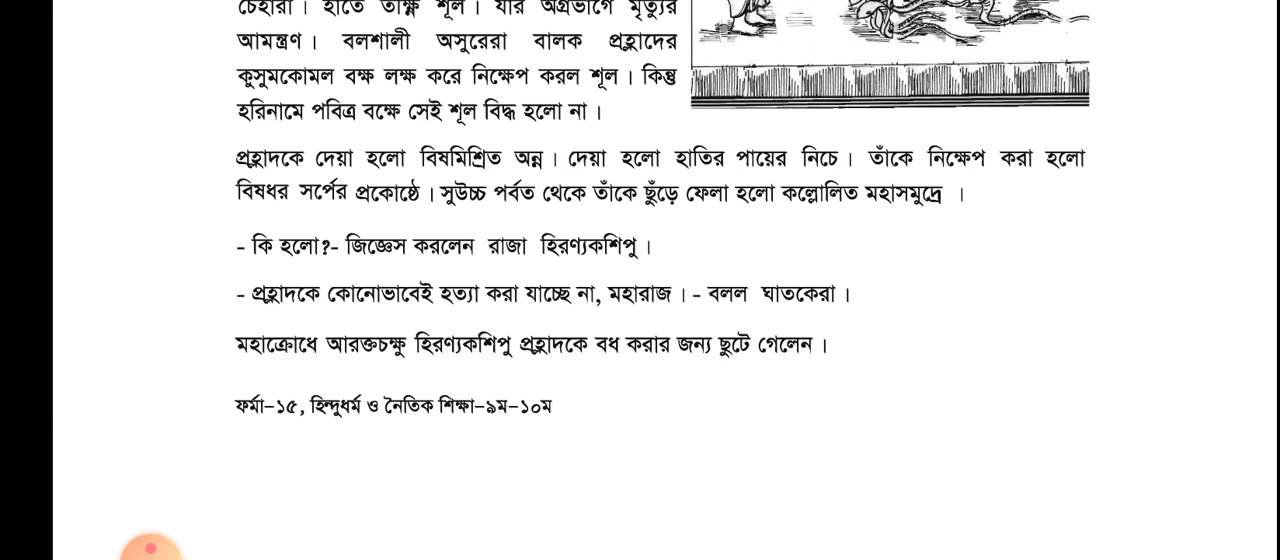 চেহারা। হাতে তীক্ষ্ণ শূল। যার অগ্রভাগে মৃত্যুর
আমন্ত্রণ। বলশালী অসুরেরা বালক প্রহ্লাদের
কুসুমকোমল বক্ষ লক্ষ করে নিক্ষেপ করল শূল। কিন্তু
হরিনামে পবিত্র বক্ষে সেই শূল বিদ্ধ হলো না।
প্রহ্লাদকে দেয়া হলো বিষমিশ্রিত অন্ন। দেয়া হলো হাতির পায়ের নিচে। তাঁকে নিক্ষেপ করা হলো
বিষধর সর্পের প্রকোষ্ঠে। সুউচ্চ পর্বত থেকে তাঁকে ছুঁড়ে ফেলা হলো কল্লোলিত মহাসমুদ্রে ।
- কি হলো?- জিজ্ঞেস করলেন রাজা হিরণ্যকশিপু।
- প্রহ্লাদকে কোনোভাবেই হত্যা করা যাচ্ছে না, মহারাজ। - বলল ঘাতকেরা।
মহাক্রোধে আরক্তচক্ষু হিরণ্যকশিপু প্রহ্লাদকে বধ করার জন্য ছুটে গেলেন।
ফর্মা-১৫, হিন্দুধর্ম ও নৈতিক শিক্ষা-৯ম-১০ম